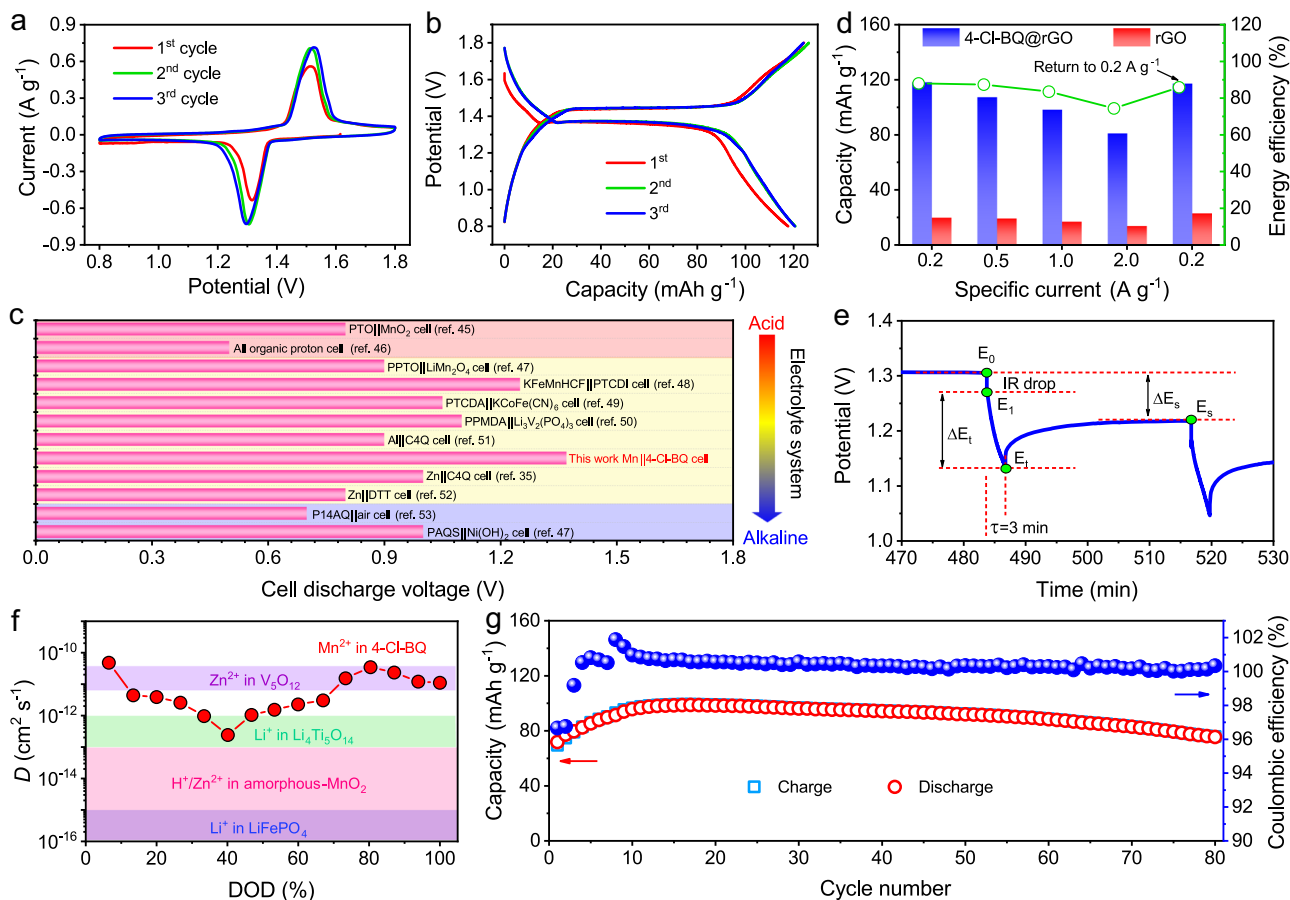 a
1st cycle
2nd cycle
3rd cycle
Current (A g⁻¹)
0.9
0.6
0.3
0.0
−0.3
−0.6
−0.9
0.8 1.0 1.2 1.4 1.6 1.8
Potential (V)
b
Potential (V)
1.8
1.6
1.4
1.2
1.0
0.8
1st
2nd
3rd
0 20 40 60 80 100 120
Capacity (mAh g⁻¹)
d
4-Cl-BQ@rGO
rGO
Return to 0.2 A g⁻¹
Capacity (mAh g⁻¹)
160
120
80
40
0
Energy efficiency (%)
120
100
80
60
40
20
0
0.2 0.5 1.0 2.0 0.2
Specific current (A g⁻¹)
c
PTO||MnO₂ cell (ref. 45)
All organic proton cell (ref. 46)
PPTO||LiMn₂O₄ cell (ref. 47)
KFeMnHCF||PTCDI cell (ref. 48)
PTCDA||KCoFe(CN)₆ cell (ref. 49)
PPMDA||Li₃V₂(PO₄)₃ cell (ref. 50)
Al||C4Q cell (ref. 51)
This work Mn||4-Cl-BQ cell
Zn||C4Q cell (ref. 35)
Zn||DTT cell (ref. 52)
P14AQ||air cell (ref. 53)
PAQS||Ni(OH)₂ cell (ref. 47)
0.0 0.3 0.6 0.9 1.2 1.5 1.8
Cell discharge voltage (V)
Acid
Electrolyte system
Alkaline
e
Potential (V)
1.4
1.3
1.2
1.1
1.0
E₀
IR drop
E₁
ΔEₛ
Eₛ
ΔEₜ
Eₜ
τ=3 min
470 480 490 500 510 520 530
Time (min)
f
D (cm² s⁻¹)
10⁻¹⁰
10⁻¹²
10⁻¹⁴
10⁻¹⁶
Mn²⁺ in 4-Cl-BQ
Zn²⁺ in V₅O₁₂
Li⁺ in Li₄Ti₅O₁₄
H⁺/Zn²⁺ in amorphous-MnO₂
Li⁺ in LiFePO₄
0 20 40 60 80 100
DOD (%)
g
Capacity (mAh g⁻¹)
160
120
80
40
0
Charge
Discharge
Coulombic efficiency (%)
102
100
98
96
94
92
90
0 10 20 30 40 50 60 70 80
Cycle number